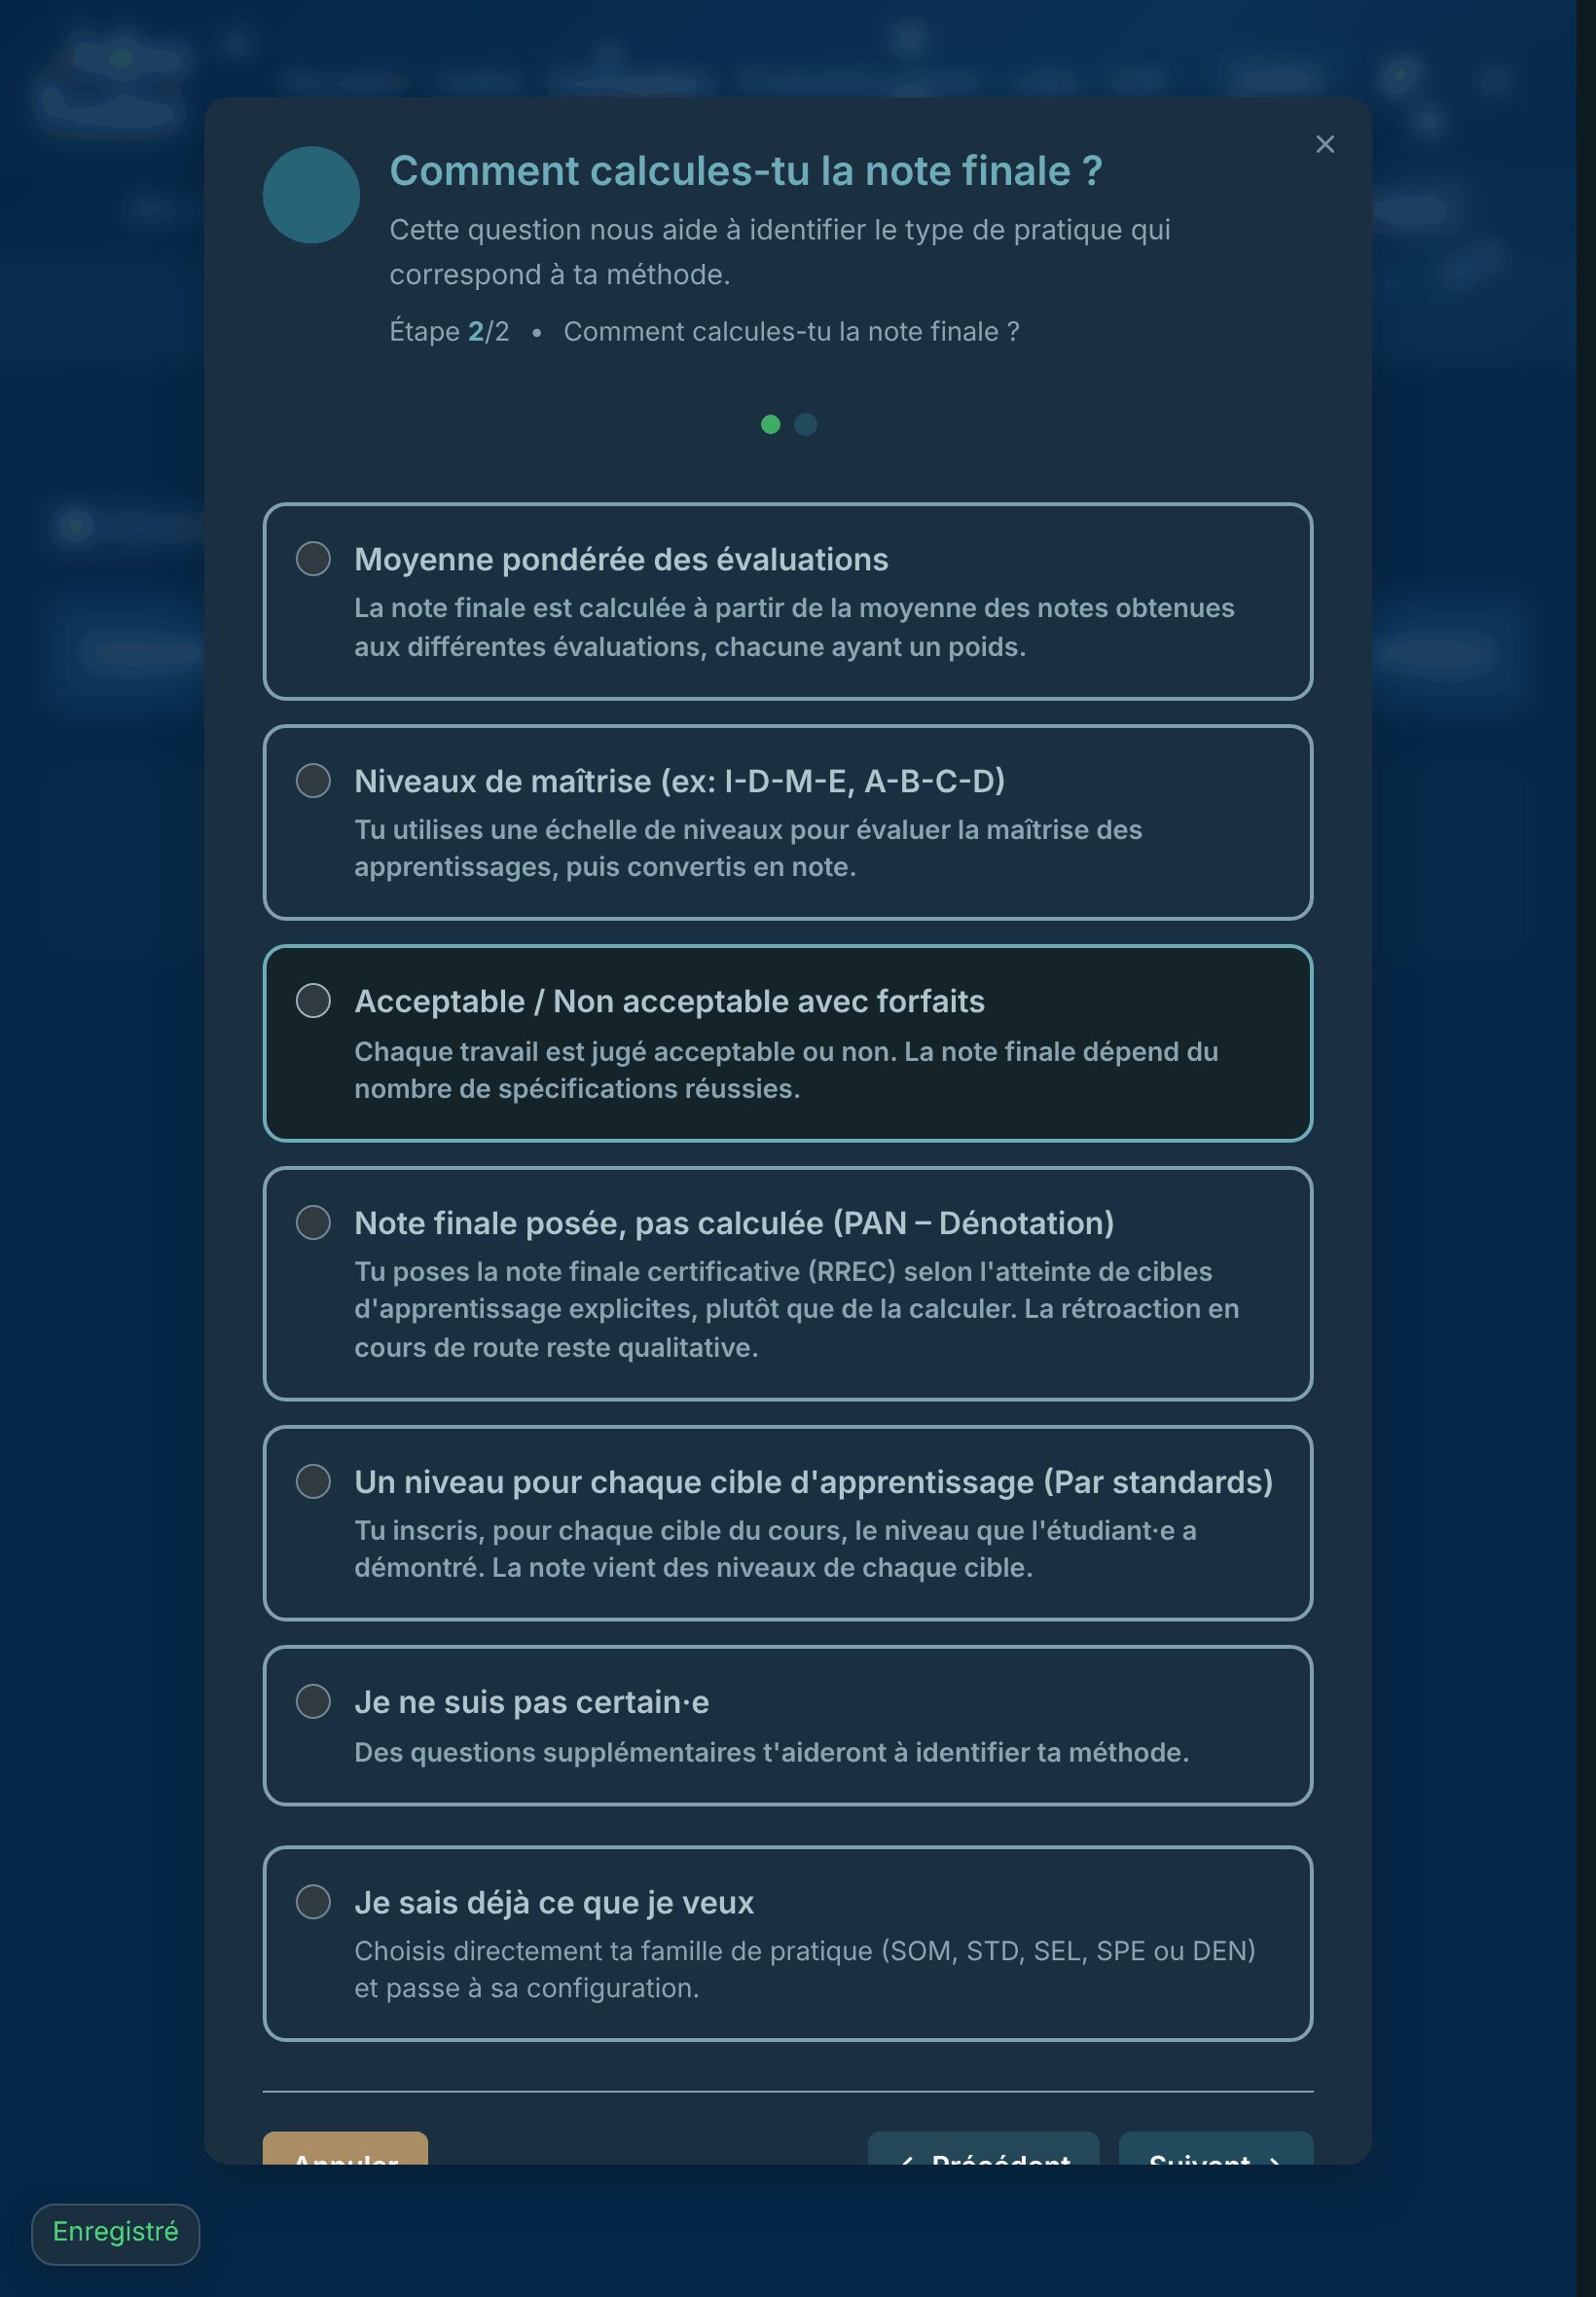 Comment calcules-tu la note finale ?
Cette question nous aide à identifier le type de pratique qui
correspond à ta méthode.
Étape 2/2 • Comment calcules-tu la note finale ?
Moyenne pondérée des évaluations
La note finale est calculée à partir de la moyenne des notes obtenues
aux différentes évaluations, chacune ayant un poids.
Niveaux de maîtrise (ex: I-D-M-E, A-B-C-D)
Tu utilises une échelle de niveaux pour évaluer la maîtrise des
apprentissages, puis convertis en note.
Acceptable / Non acceptable avec forfaits
Chaque travail est jugé acceptable ou non. La note finale dépend du
nombre de spécifications réussies.
Note finale posée, pas calculée (PAN – Dénotation)
Tu poses la note finale certificative (RREC) selon l'atteinte de cibles
d'apprentissage explicites, plutôt que de la calculer. La rétroaction en
cours de route reste qualitative.
Un niveau pour chaque cible d'apprentissage (Par standards)
Tu inscris, pour chaque cible du cours, le niveau que l'étudiant·e a
démontré. La note vient des niveaux de chaque cible.
Je ne suis pas certain·e
Des questions supplémentaires t'aideront à identifier ta méthode.
Je sais déjà ce que je veux
Choisis directement ta famille de pratique (SOM, STD, SEL, SPE ou DEN)
et passe à sa configuration.
Annuler Précédent Suivant
Enregistré